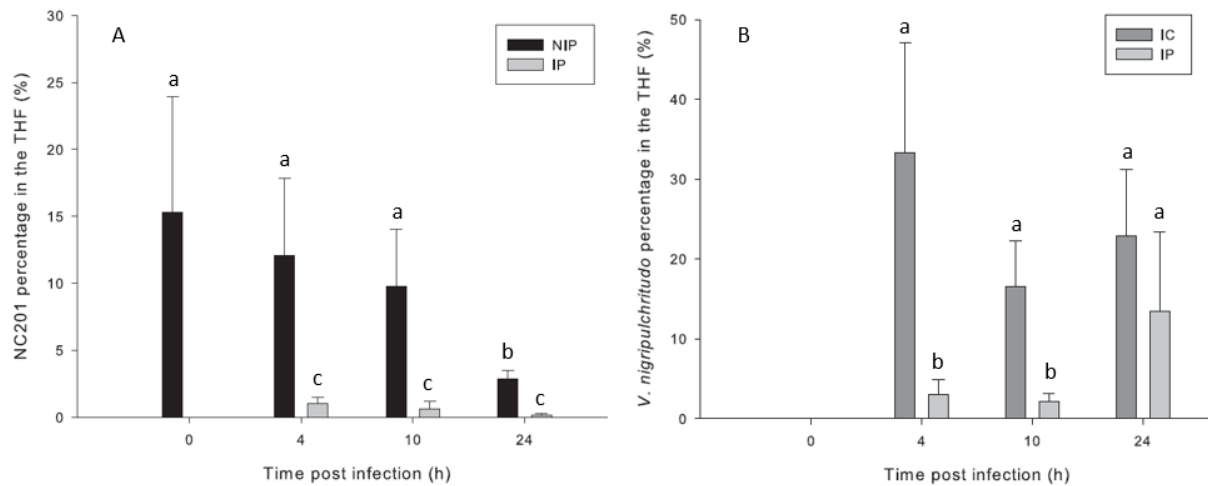 A
NC201 percentage in the THF (%)
30
25
20
15
10
5
0
NIP
IP
a
a
a
b
c
c
c
0 4 10 24
Time post infection (h)
B
V. nigripulchritudo percentage in the THF (%)
50
40
30
20
10
0
IC
IP
a
a
a
a
b
b
0 4 10 24
Time post infection (h)